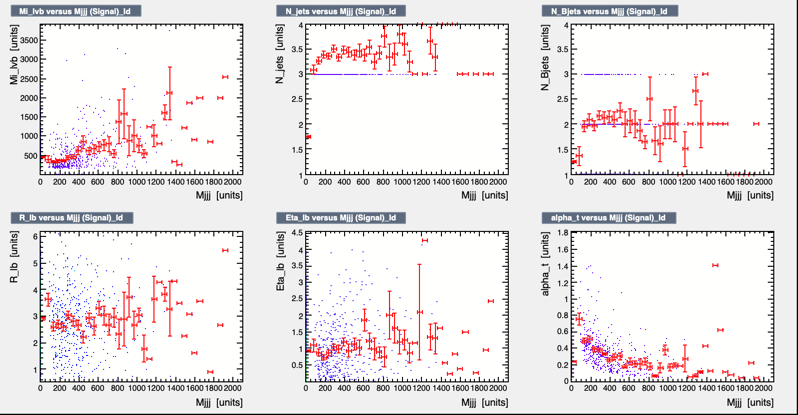 Mi_lvb versus Mjjj (Signal)_ld
N_jets versus Mjjj (Signal)_ld
N_Bjets versus Mjjj (Signal)_ld
Mi_lvb [units]
3500
3000
2500
2000
1500
1000
500
0 200 400 600 800 1000 1200 1400 1600 1800 2000
Mjjj [units]
N_jets [units]
4
3.5
3
2.5
2
1.5
1
0 200 400 600 800 1000 1200 1400 1600 1800 2000
Mjjj [units]
N_Bjets [units]
4
3.5
3
2.5
2
1.5
1
0 200 400 600 800 1000 1200 1400 1600 1800 2000
Mjjj [units]
R_lb versus Mjjj (Signal)_ld
Eta_lb versus Mjjj (Signal)_ld
alpha_t versus Mjjj (Signal)_ld
R_lb [units]
6
5
4
3
2
1
0 200 400 600 800 1000 1200 1400 1600 1800 2000
Mjjj [units]
Eta_lb [units]
4.5
4
3.5
3
2.5
2
1.5
1
0.5
0
0 200 400 600 800 1000 1200 1400 1600 1800 2000
Mjjj [units]
alpha_t [units]
1.8
1.6
1.4
1.2
1
0.8
0.6
0.4
0.2
0
0 200 400 600 800 1000 1200 1400 1600 1800 2000
Mjjj [units]